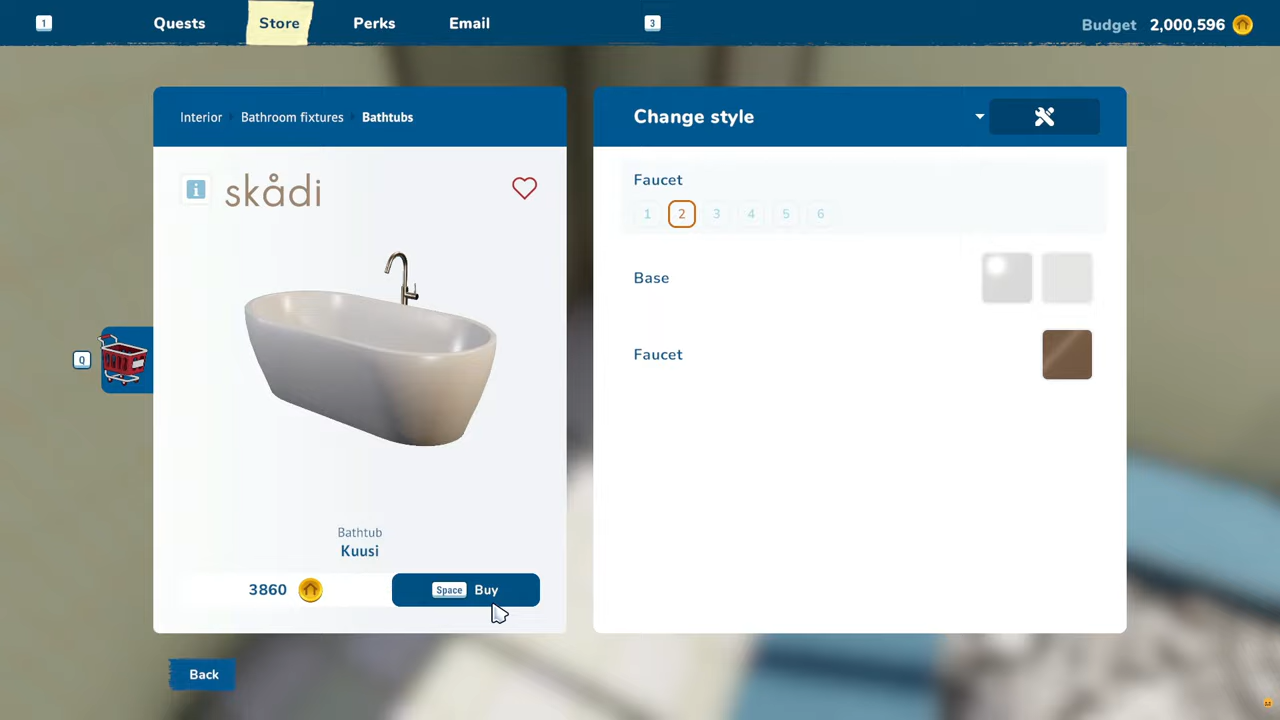 1 Quests Store Perks Email 3 Budget 2,000,596
Interior Bathroom fixtures Bathtubs
Change style
i skådi
Faucet
1 2 3 4 5 6
Base
Faucet
Q
Bathtub
Kuusi
3860 Space Buy
Back